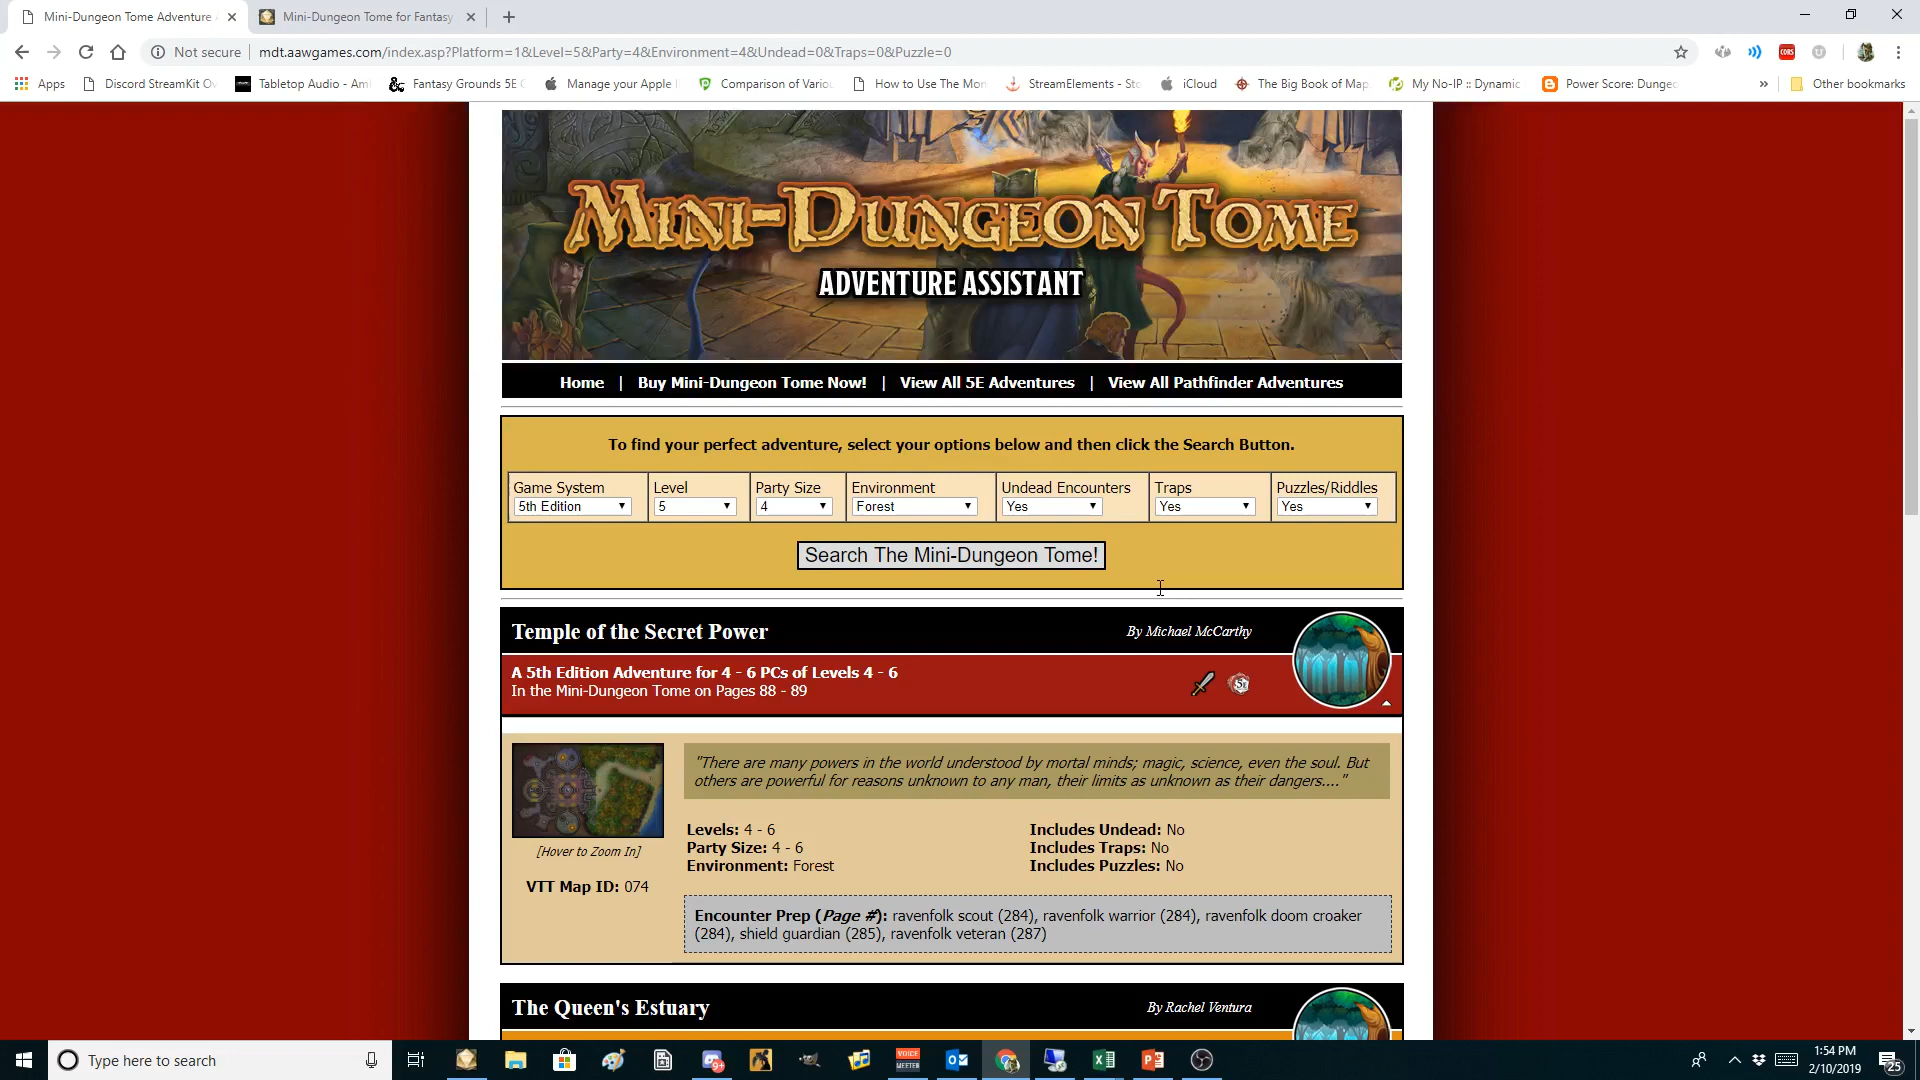 Mini-Dungeon Tome Adventure
Mini-Dungeon Tome for Fantasy
Not secure
mdt.aawgames.com/index.asp?Platform=1&Level=5&Party=4&Environment=4&Undead=0&Traps=0&Puzzle=0
Apps
Discord StreamKit Ov
Tabletop Audio - Aml
Fantasy Grounds 5E C
Manage your Apple I
Comparison of Variou
How to Use The Mon
StreamElements - Sto
iCloud
The Big Book of Map
My No-IP :: Dynamic
Power Score: Dunged
Other bookmarks
Mini-Dungeon Tome
ADVENTURE ASSISTANT
Home | Buy Mini-Dungeon Tome Now! | View All 5E Adventures | View All Pathfinder Adventures
To find your perfect adventure, select your options below and then click the Search Button.
Game System Level Party Size Environment Undead Encounters Traps Puzzles/Riddles
5th Edition 5 4 Forest Yes Yes Yes
Search The Mini-Dungeon Tome!
Temple of the Secret Power By Michael McCarthy
A 5th Edition Adventure for 4 - 6 PCs of Levels 4 - 6
In the Mini-Dungeon Tome on Pages 88 - 89
"There are many powers in the world understood by mortal minds; magic, science, even the soul. But
others are powerful for reasons unknown to any man, their limits as unknown as their dangers...."
[Hover to Zoom In]
VTT Map ID: 074
Levels: 4 - 6
Party Size: 4 - 6
Environment: Forest
Includes Undead: No
Includes Traps: No
Includes Puzzles: No
Encounter Prep (Page #): ravenfolk scout (284), ravenfolk warrior (284), ravenfolk doom croaker
(284), shield guardian (285), ravenfolk veteran (287)
The Queen's Estuary By Rachel Ventura
Type here to search
VOICE
MEETER
1:54 PM
2/10/2019
25